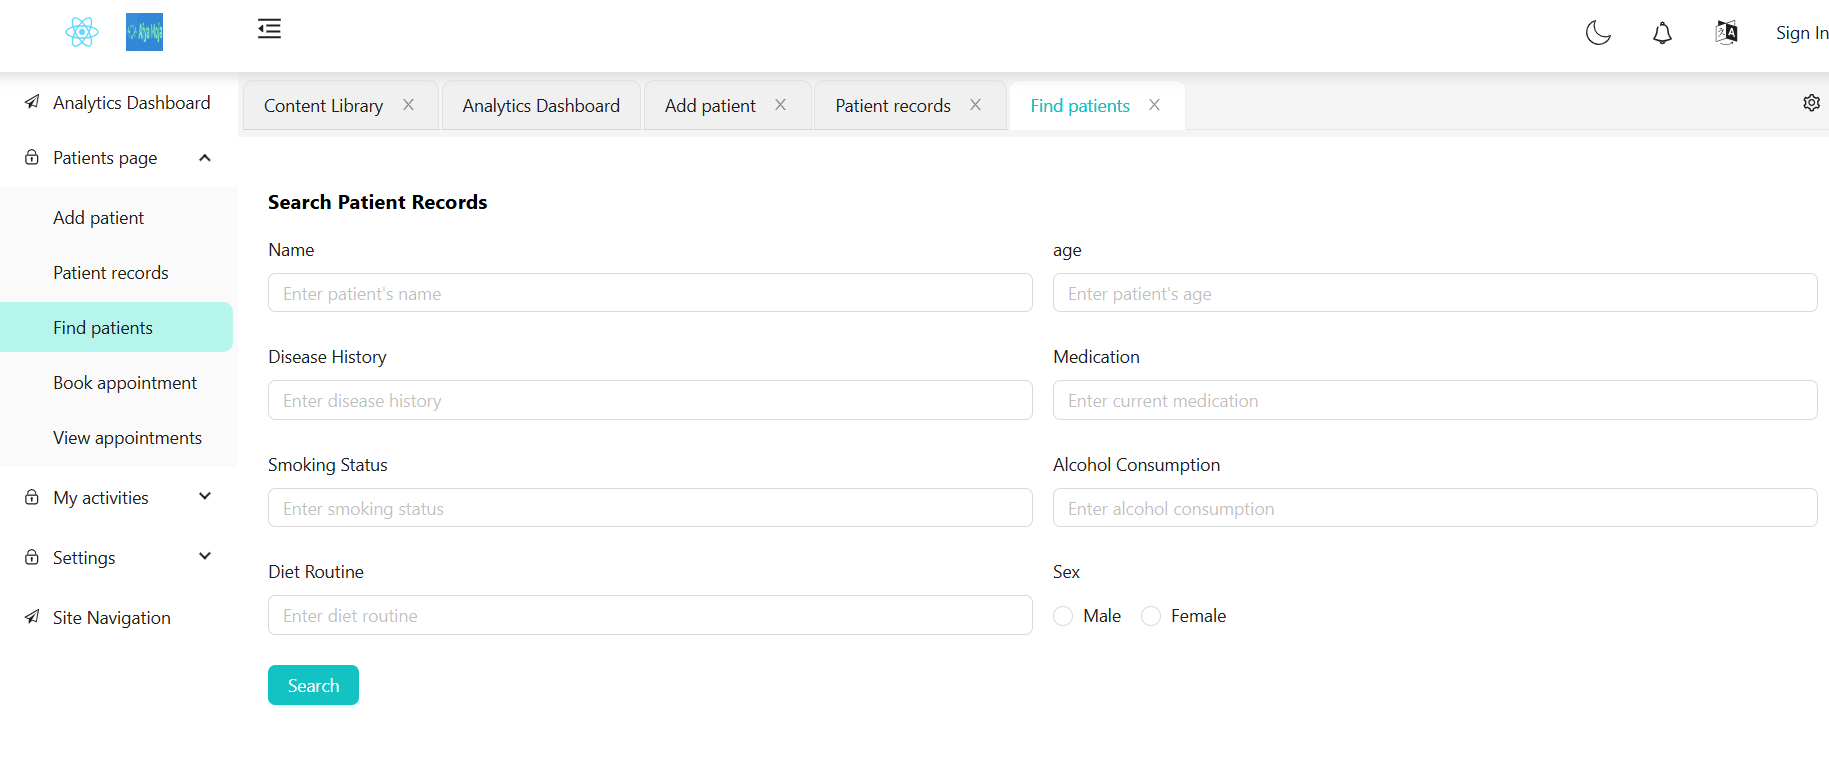 Afya Moja
Sign In
Analytics Dashboard
Patients page
Add patient
Patient records
Find patients
Book appointment
View appointments
My activities
Settings
Site Navigation
Content Library
Analytics Dashboard
Add patient
Patient records
Find patients
Search Patient Records
Name
age
Enter patient's name
Enter patient's age
Disease History
Medication
Enter disease history
Enter current medication
Smoking Status
Alcohol Consumption
Enter smoking status
Enter alcohol consumption
Diet Routine
Sex
Enter diet routine
Male
Female
Search